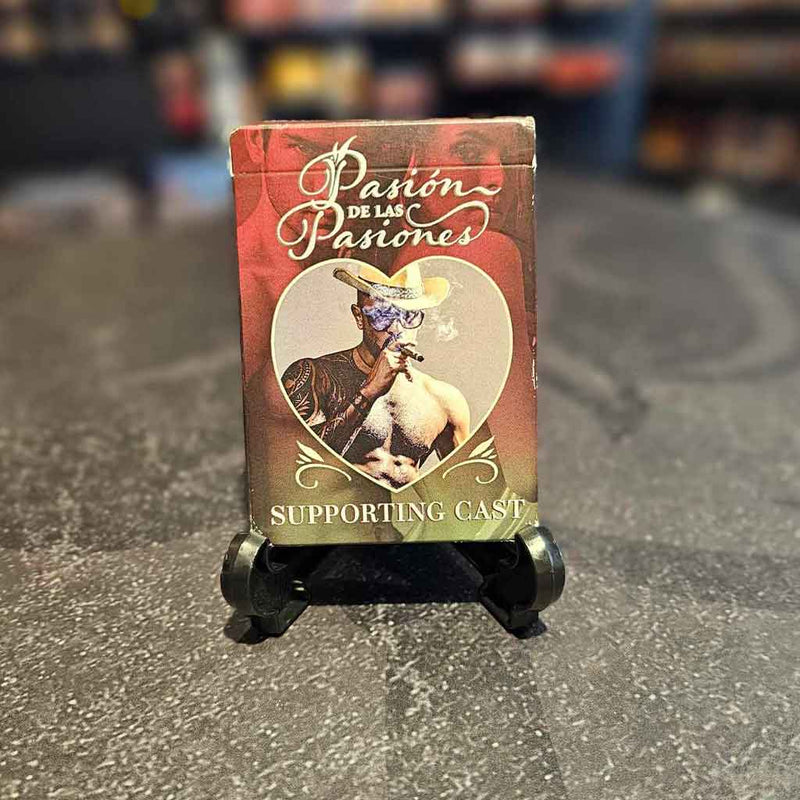 Pasión
DE LAS
Pasiones
SUPPORTING CAST